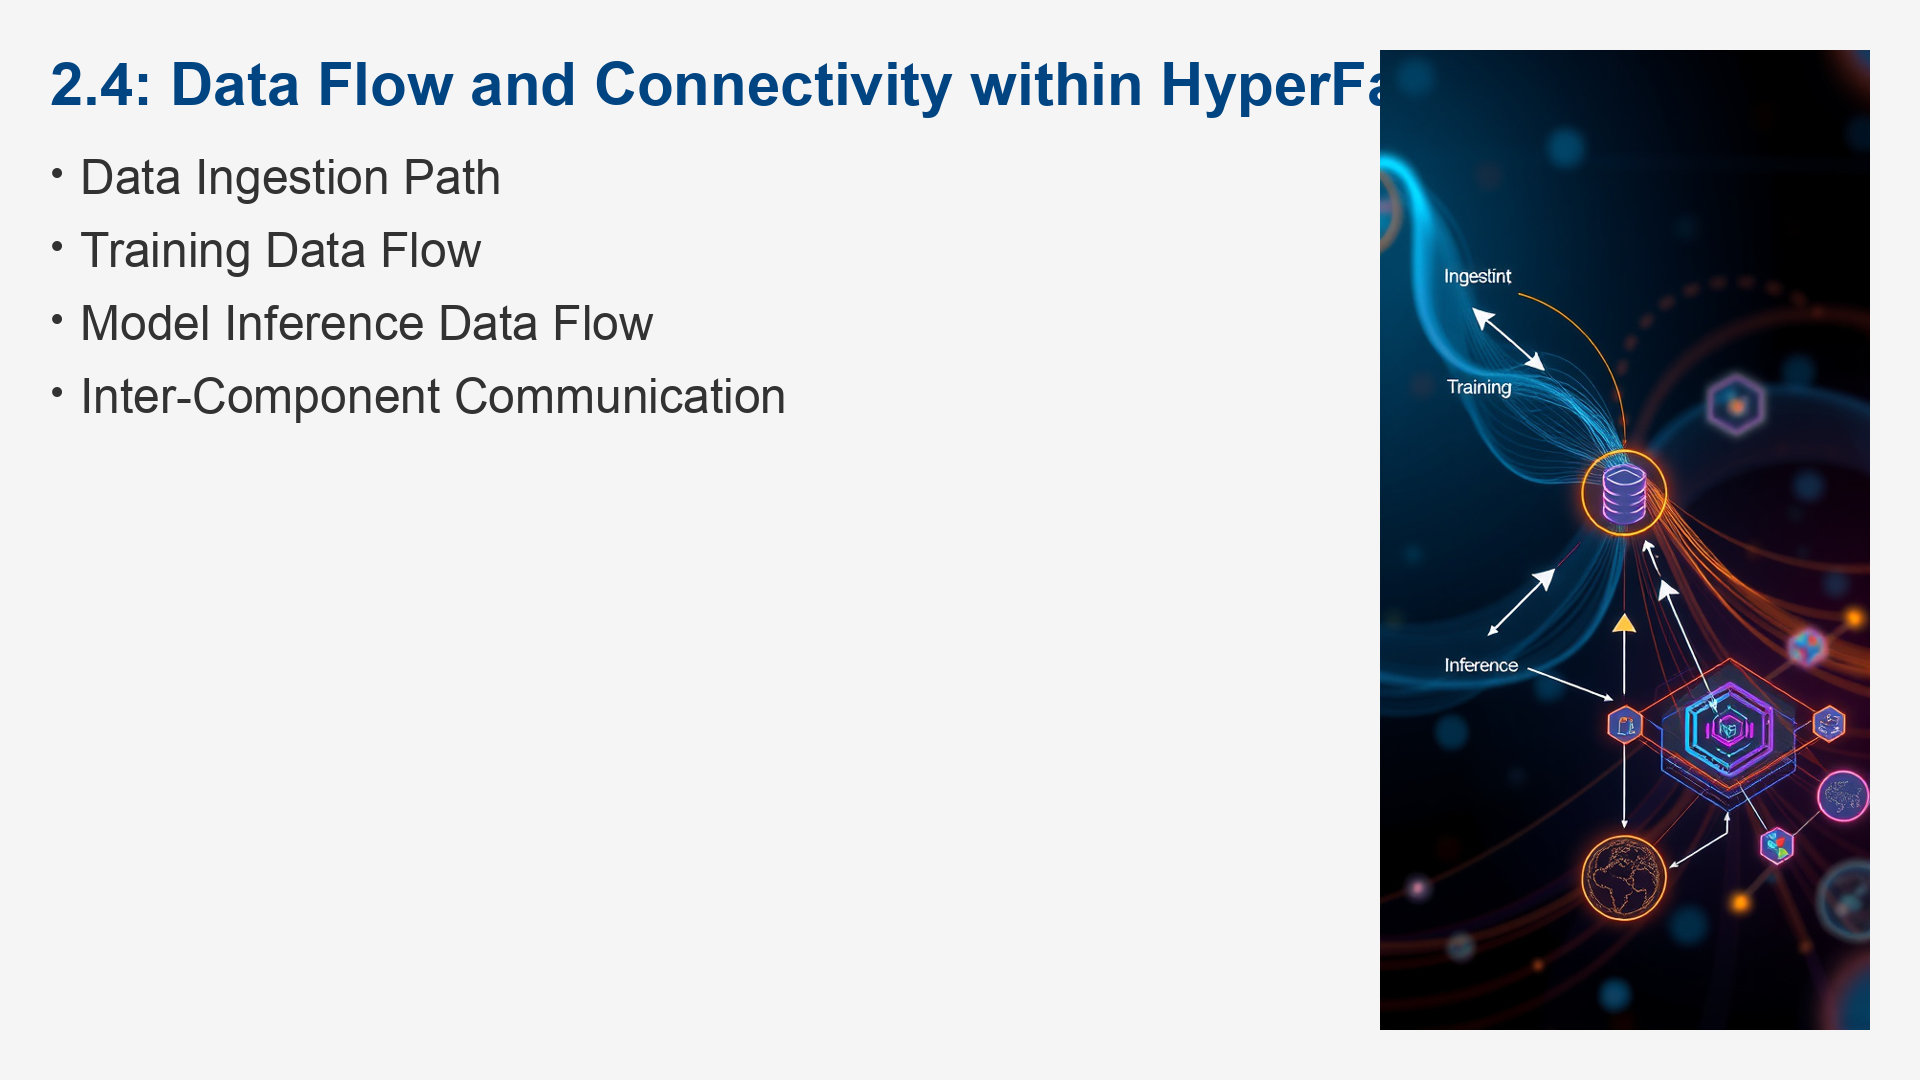 2.4: Data Flow and Connectivity within HyperFa
• Data Ingestion Path
• Training Data Flow
• Model Inference Data Flow
• Inter-Component Communication
Ingestint
Training
Inference